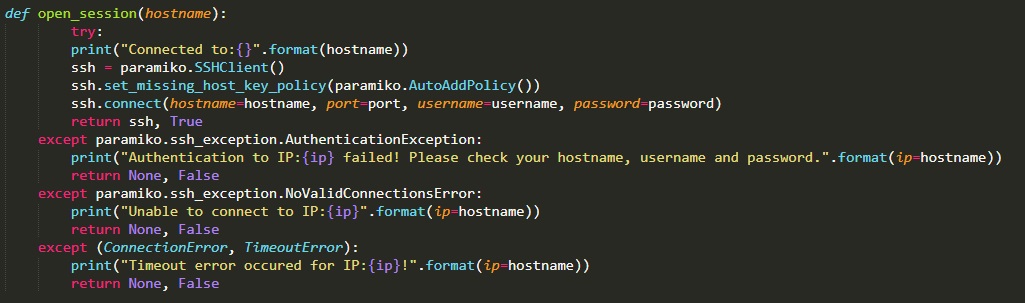 def open_session(hostname):
        try:
        print("Connected to:{}".format(hostname))
        ssh = paramiko.SSHClient()
        ssh.set_missing_host_key_policy(paramiko.AutoAddPolicy())
        ssh.connect(hostname=hostname, port=port, username=username, password=password)
        return ssh, True
    except paramiko.ssh_exception.AuthenticationException:
        print("Authentication to IP:{ip} failed! Please check your hostname, username and password.".format(ip=hostname))
        return None, False
    except paramiko.ssh_exception.NoValidConnectionsError:
        print("Unable to connect to IP:{ip}".format(ip=hostname))
        return None, False
    except (ConnectionError, TimeoutError):
        print("Timeout error occured for IP:{ip}!".format(ip=hostname))
        return None, False